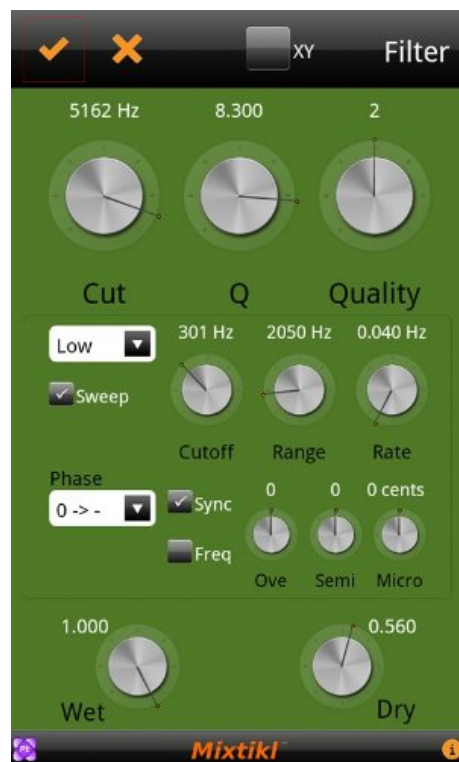 XY Filter
5162 Hz 8.300 2
Cut Q Quality
Low 301 Hz 2050 Hz 0.040 Hz
Sweep
Cutoff Range Rate
Phase
0 -> - Sync 0 0 0 cents
Freq
Ove Semi Micro
1.000 0.560
Wet Dry
Pt Mixtikl i